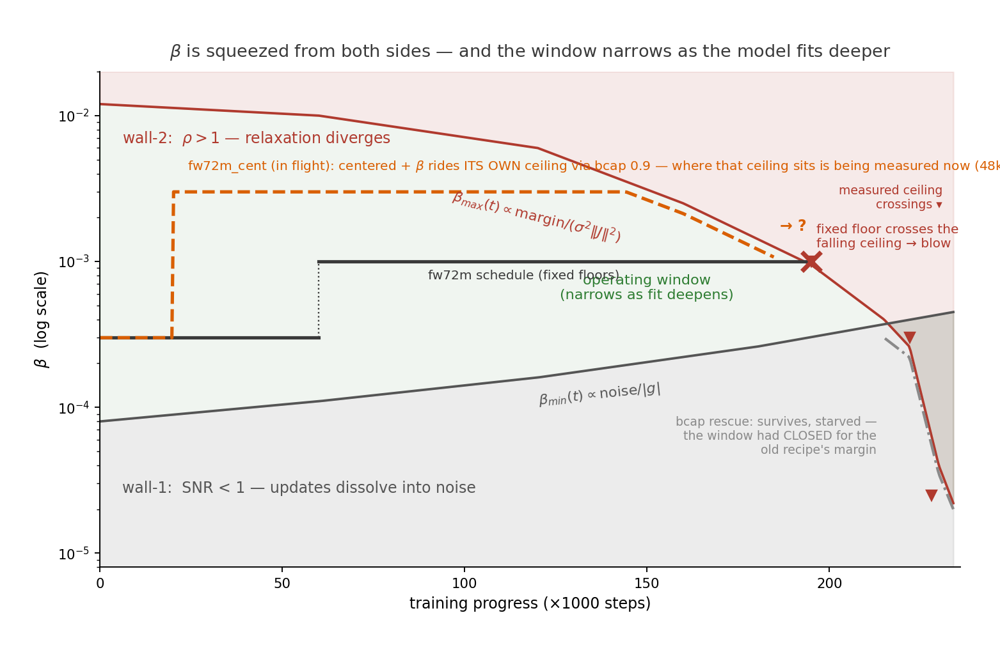 β is squeezed from both sides — and the window narrows as the model fits deeper
10⁻²
10⁻³
10⁻⁴
10⁻⁵
β (log scale)
wall-2: ρ > 1 — relaxation diverges
fw72m_cent (in flight): centered + β rides ITS OWN ceiling via bcap 0.9 — where that ceiling sits is being measured now (48k
measured ceiling
crossings ▾
β_max(t) ∝ margin/(σ²‖J‖²)
→ ?
fixed floor crosses the
falling ceiling → blow
fw72m schedule (fixed floors)
operating window
(narrows as fit deepens)
β_min(t) ∝ noise/|g|
bcap rescue: survives, starved —
the window had CLOSED for the
old recipe's margin
wall-1: SNR < 1 — updates dissolve into noise
0 50 100 150 200
training progress (×1000 steps)